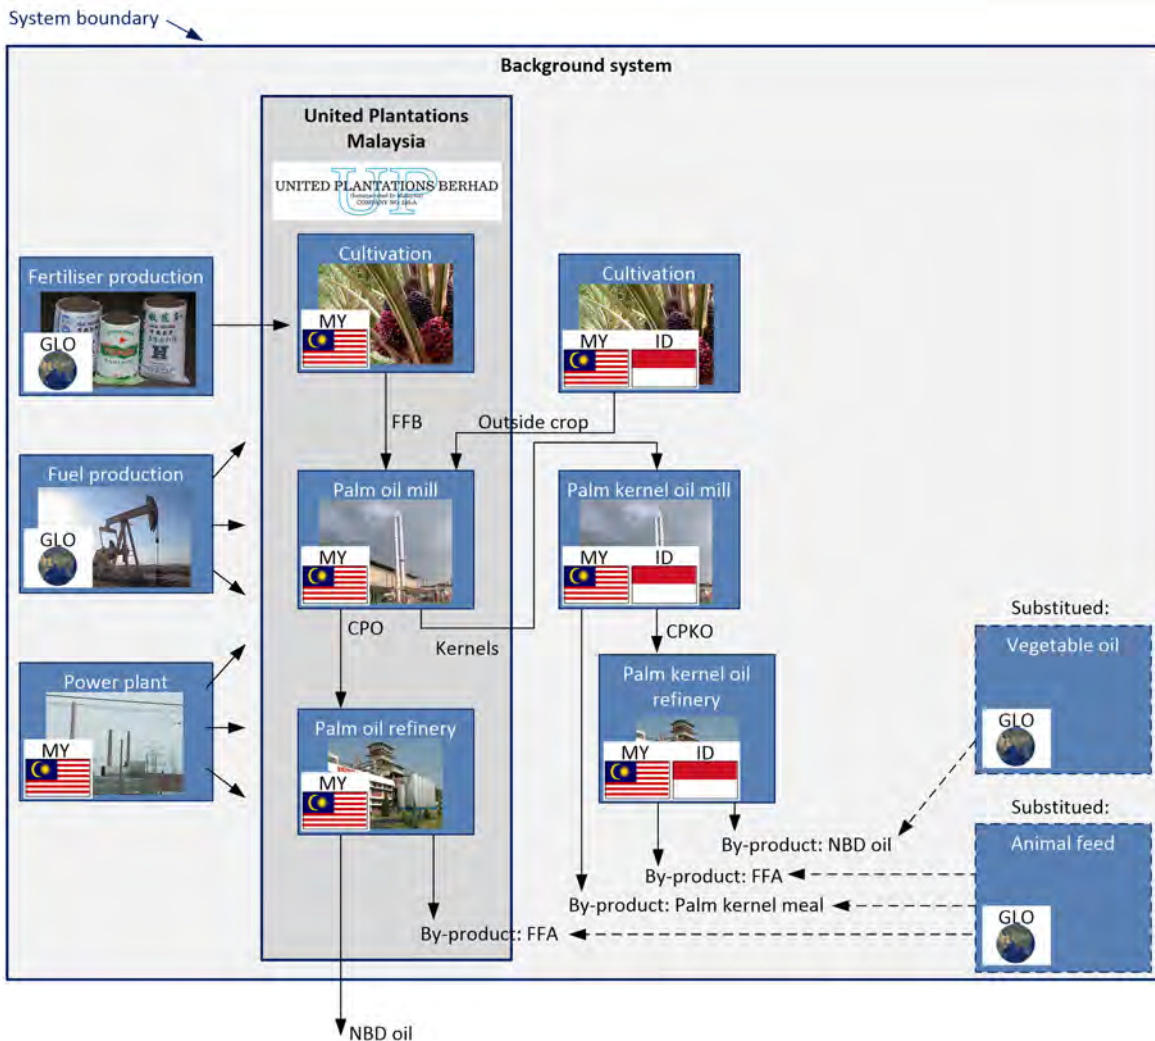 System boundary
Background system
United Plantations
Malaysia
UP
UNITED PLANTATIONS BERHAD
Fertiliser production
GLO
Cultivation
MY
Cultivation
MY ID
FFB
Outside crop
Fuel production
GLO
Palm oil mill
MY
Palm kernel oil mill
MY ID
CPO
Kernels
CPKO
Power plant
MY
Palm oil refinery
MY
Palm kernel oil
refinery
MY ID
Substitued:
Vegetable oil
GLO
Substitued:
Animal feed
GLO
By-product: NBD oil
By-product: FFA
By-product: Palm kernel meal
By-product: FFA
NBD oil